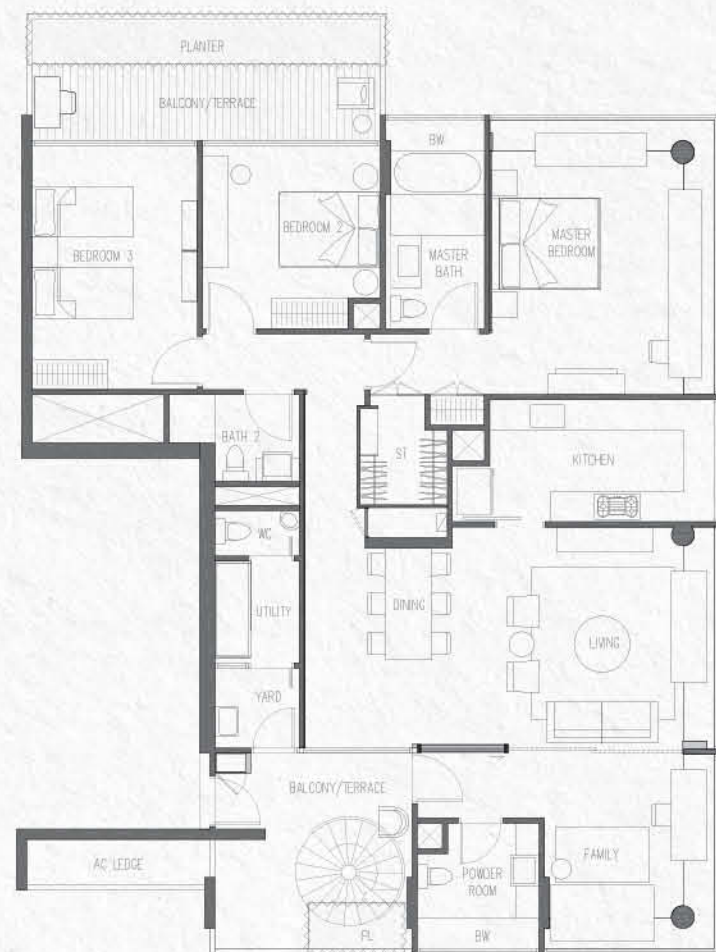 PLANTER
BALCONY/TERRACE
BW
BEDROOM 2
MASTER
BEDROOM
BEDROOM 3
MASTER
BATH
BATH 2
ST
KITCHEN
WC
DINING
UTILITY
LIVING
YARD
BALCONY/TERRACE
AC LEDGE
FAMILY
POWDER
ROOM
PL
BW